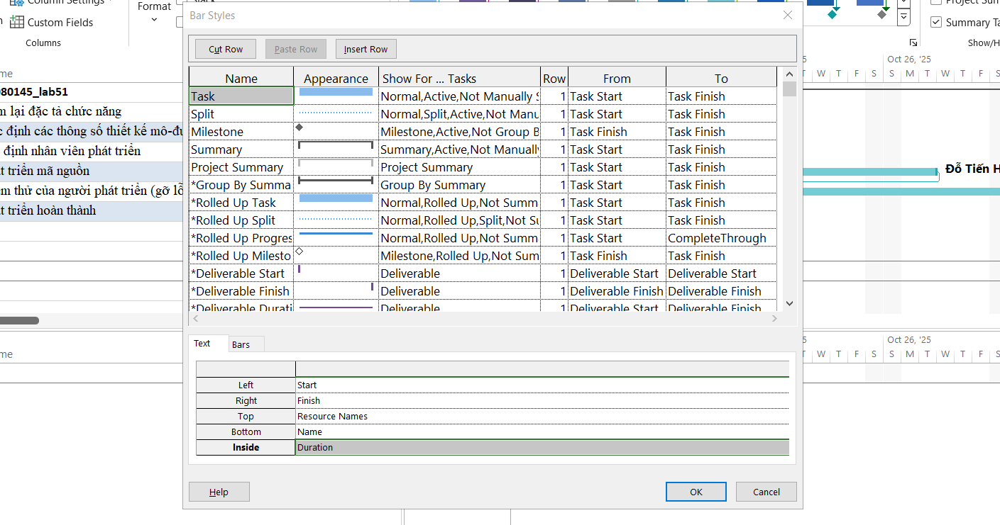 Column Settings
Format
Custom Fields
Columns
Project Sum
Summary Ta
Show/H
Bar Styles
Cut Row
Paste Row
Insert Row
Name Appearance Show For ... Tasks Row From To
Task Normal,Active,Not Manually 1 Task Start Task Finish
Split Normal,Split,Active,Not Manu 1 Task Start Task Finish
Milestone Milestone,Active,Not Group B 1 Task Finish Task Finish
Summary Summary,Active,Not Manually 1 Task Start Task Finish
Project Summary Project Summary 1 Task Start Task Finish
*Group By Summa Group By Summary 1 Task Start Task Finish
*Rolled Up Task Normal,Rolled Up,Not Summ 1 Task Start Task Finish
*Rolled Up Split Normal,Rolled Up,Split,Not Su 1 Task Start Task Finish
*Rolled Up Progres Normal,Rolled Up,Not Summ 1 Task Start CompleteThrough
*Rolled Up Milesto Milestone,Rolled Up,Not Sum 1 Task Finish Task Finish
*Deliverable Start Deliverable 1 Deliverable Start Deliverable Start
*Deliverable Finish Deliverable 1 Deliverable Finish Deliverable Finish
*Deliverable Durati Deliverable 1 Deliverable Start Deliverable Finish
Text
Bars
Left Start
Right Finish
Top Resource Names
Bottom Name
Inside Duration
Help
OK
Cancel
me
080145_lab51
m lại đặc tả chức năng
c định các thông số thiết kế mô-đu
định nhân viên phát triển
t triển mã nguồn
m thử của người phát triển (gỡ lỗ
t triển hoàn thành
me
5 Oct 26, '25
T W T F S S M T W T F S
Đỗ Tiến H
5 Oct 26, '25
W T F S S M T W T F S